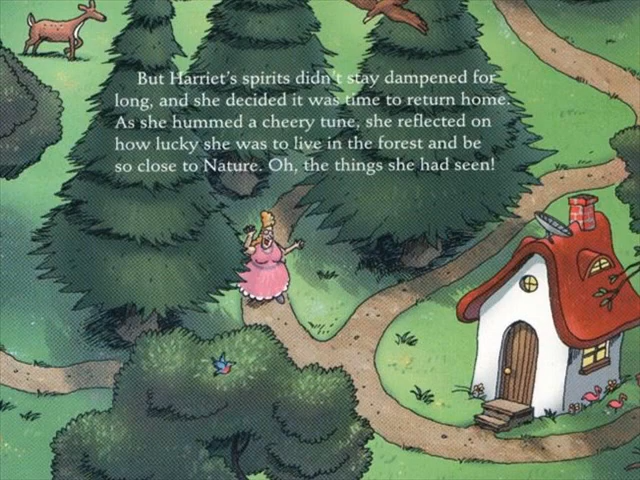 But Harriet's spirits didn't stay dampened for
long, and she decided it was time to return home.
As she hummed a cheery tune, she reflected on
how lucky she was to live in the forest and be
so close to Nature. Oh, the things she had seen!